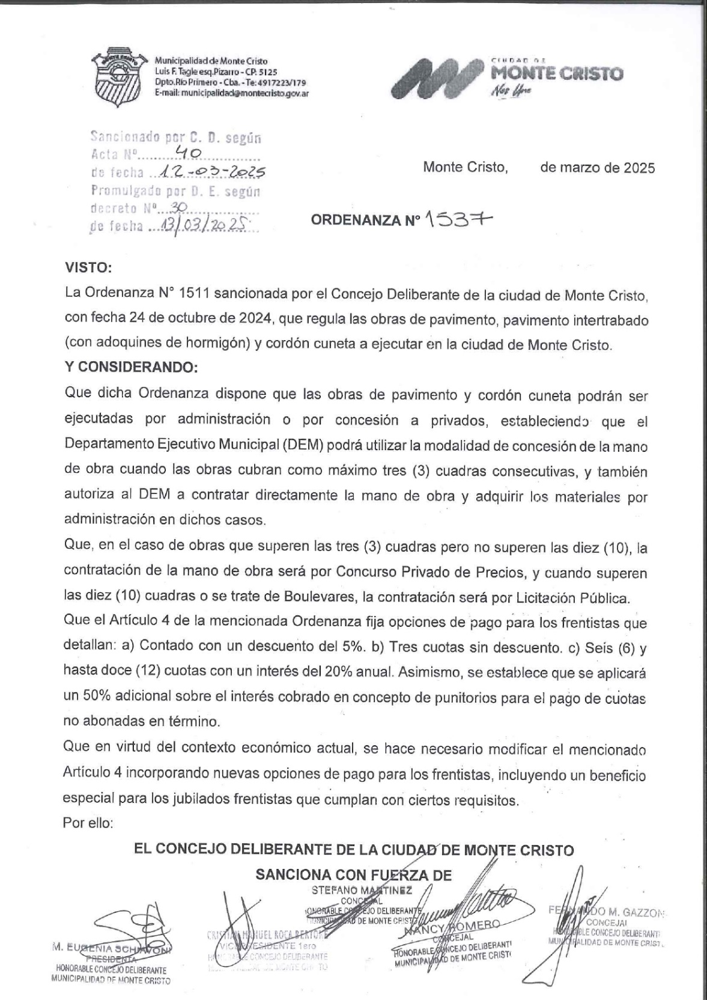 Municipalidad de Monte Cristo
Luis F. Tagle esq. Pizarro - CP. 5125
Dpto. Río Primero - Cba. - Te: 4917223/179
E-mail: municipalidad@montecristo.gov.ar
CIUDAD DE
MONTE CRISTO
Nos Une
Sancionado por C. D. según
Acta Nº 40
de fecha 12-03-2025
Promulgado por D. E. según
decreto Nº 30
de fecha 13/03/2025
Monte Cristo, de marzo de 2025
ORDENANZA N° 1537
VISTO:
La Ordenanza N° 1511 sancionada por el Concejo Deliberante de la ciudad de Monte Cristo,
con fecha 24 de octubre de 2024, que regula las obras de pavimento, pavimento intertrabado
(con adoquines de hormigón) y cordón cuneta a ejecutar en la ciudad de Monte Cristo.
Y CONSIDERANDO:
Que dicha Ordenanza dispone que las obras de pavimento y cordón cuneta podrán ser
ejecutadas por administración o por concesión a privados, estableciendo que el
Departamento Ejecutivo Municipal (DEM) podrá utilizar la modalidad de concesión de la mano
de obra cuando las obras cubran como máximo tres (3) cuadras consecutivas, y también
autoriza al DEM a contratar directamente la mano de obra y adquirir los materiales por
administración en dichos casos.
Que, en el caso de obras que superen las tres (3) cuadras pero no superen las diez (10), la
contratación de la mano de obra será por Concurso Privado de Precios, y cuando superen
las diez (10) cuadras o se trate de Boulevares, la contratación será por Licitación Pública.
Que el Artículo 4 de la mencionada Ordenanza fija opciones de pago para los frentistas que
detallan: a) Contado con un descuento del 5%. b) Tres cuotas sin descuento. c) Seis (6) y
hasta doce (12) cuotas con un interés del 20% anual. Asimismo, se establece que se aplicará
un 50% adicional sobre el interés cobrado en concepto de punitorios para el pago de cuotas
no abonadas en término.
Que en virtud del contexto económico actual, se hace necesario modificar el mencionado
Artículo 4 incorporando nuevas opciones de pago para los frentistas, incluyendo un beneficio
especial para los jubilados frentistas que cumplan con ciertos requisitos.
Por ello:
EL CONCEJO DELIBERANTE DE LA CIUDAD DE MONTE CRISTO
SANCIONA CON FUERZA DE
M. EUGENIA SCHIAVONI
PRESIDENTA
HONORABLE CONCEJO DELIBERANTE
MUNICIPALIDAD DE MONTE CRISTO
CRISTIAN MANUEL ROCA BERTONE
VICEPRESIDENTE 1ero
HONORABLE CONCEJO DELIBERANTE
MUNICIPALIDAD DE MONTE CRISTO
STEFANO MARTINEZ
CONCEJAL
HONORABLE CONCEJO DELIBERANTE
MUNICIPALIDAD DE MONTE CRISTO
NANCY ROMERO
CONCEJAL
HONORABLE CONCEJO DELIBERANTE
MUNICIPALIDAD DE MONTE CRISTO
FERNANDO M. GAZZONI
CONCEJAL
HONORABLE CONCEJO DELIBERANTE
MUNICIPALIDAD DE MONTE CRISTO